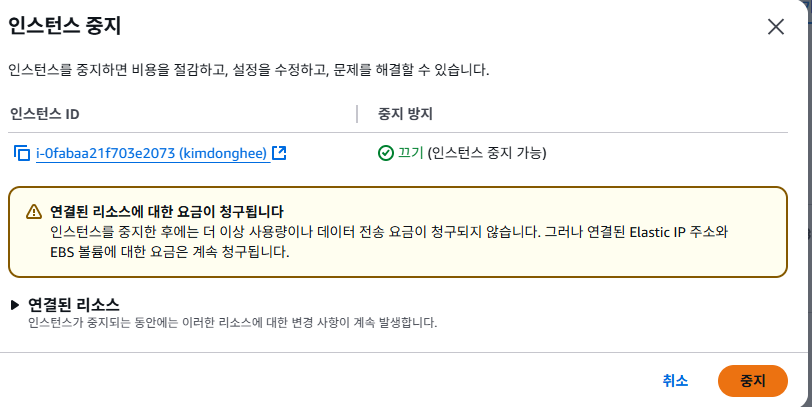 인스턴스 중지
인스턴스를 중지하면 비용을 절감하고, 설정을 수정하고, 문제를 해결할 수 있습니다.
인스턴스 ID
중지 방지
i-0fabaa21f703e2073 (kimdonghee)
끄기 (인스턴스 중지 가능)
연결된 리소스에 대한 요금이 청구됩니다
인스턴스를 중지한 후에는 더 이상 사용량이나 데이터 전송 요금이 청구되지 않습니다. 그러나 연결된 Elastic IP 주소와
EBS 볼륨에 대한 요금은 계속 청구됩니다.
연결된 리소스
인스턴스가 중지되는 동안에는 이러한 리소스에 대한 변경 사항이 계속 발생합니다.
취소
중지